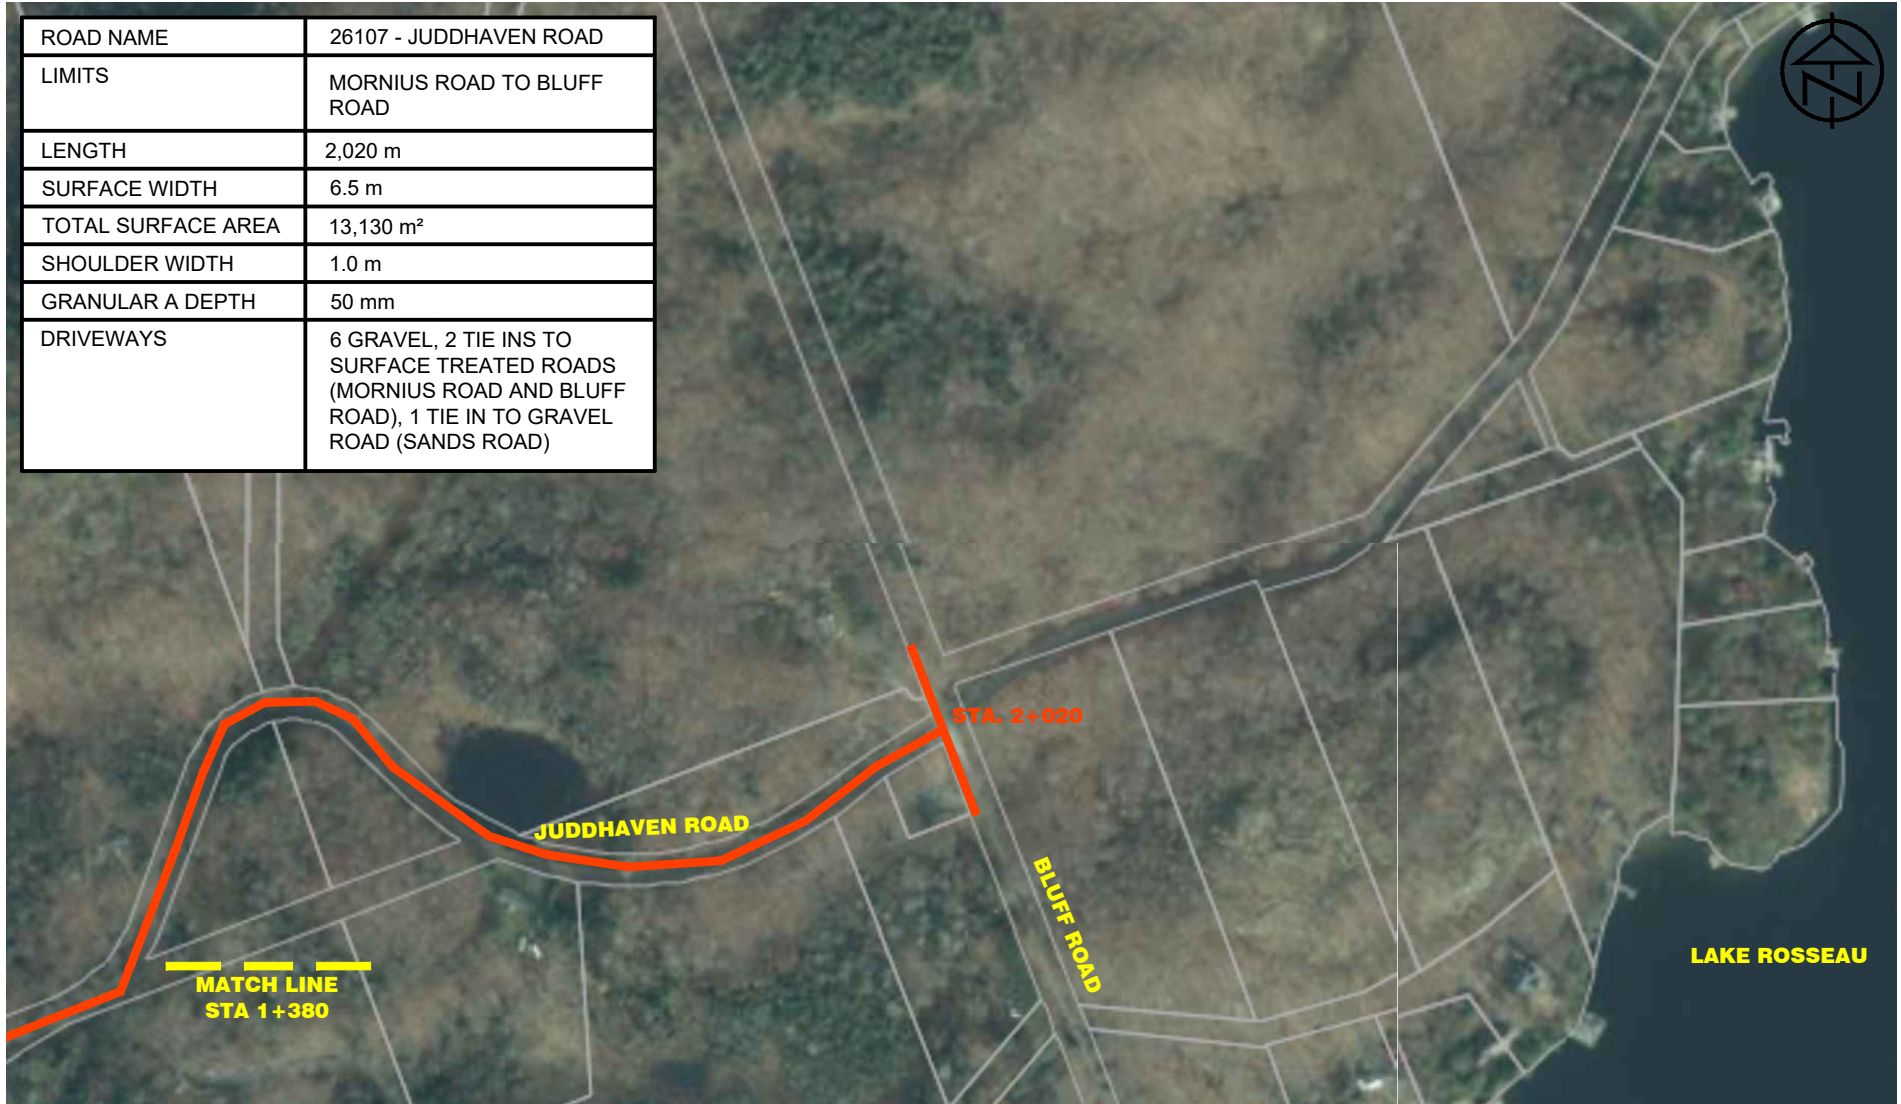 ROAD NAME 26107 - JUDDHAVEN ROAD
LIMITS MORNIUS ROAD TO BLUFF
ROAD
LENGTH 2,020 m
SURFACE WIDTH 6.5 m
TOTAL SURFACE AREA 13,130 m²
SHOULDER WIDTH 1.0 m
GRANULAR A DEPTH 50 mm
DRIVEWAYS 6 GRAVEL, 2 TIE INS TO
SURFACE TREATED ROADS
(MORNIUS ROAD AND BLUFF
ROAD), 1 TIE IN TO GRAVEL
ROAD (SANDS ROAD)
N
STA. 2+020
JUDDHAVEN ROAD
BLUFF ROAD
LAKE ROSSEAU
MATCH LINE
STA 1+380